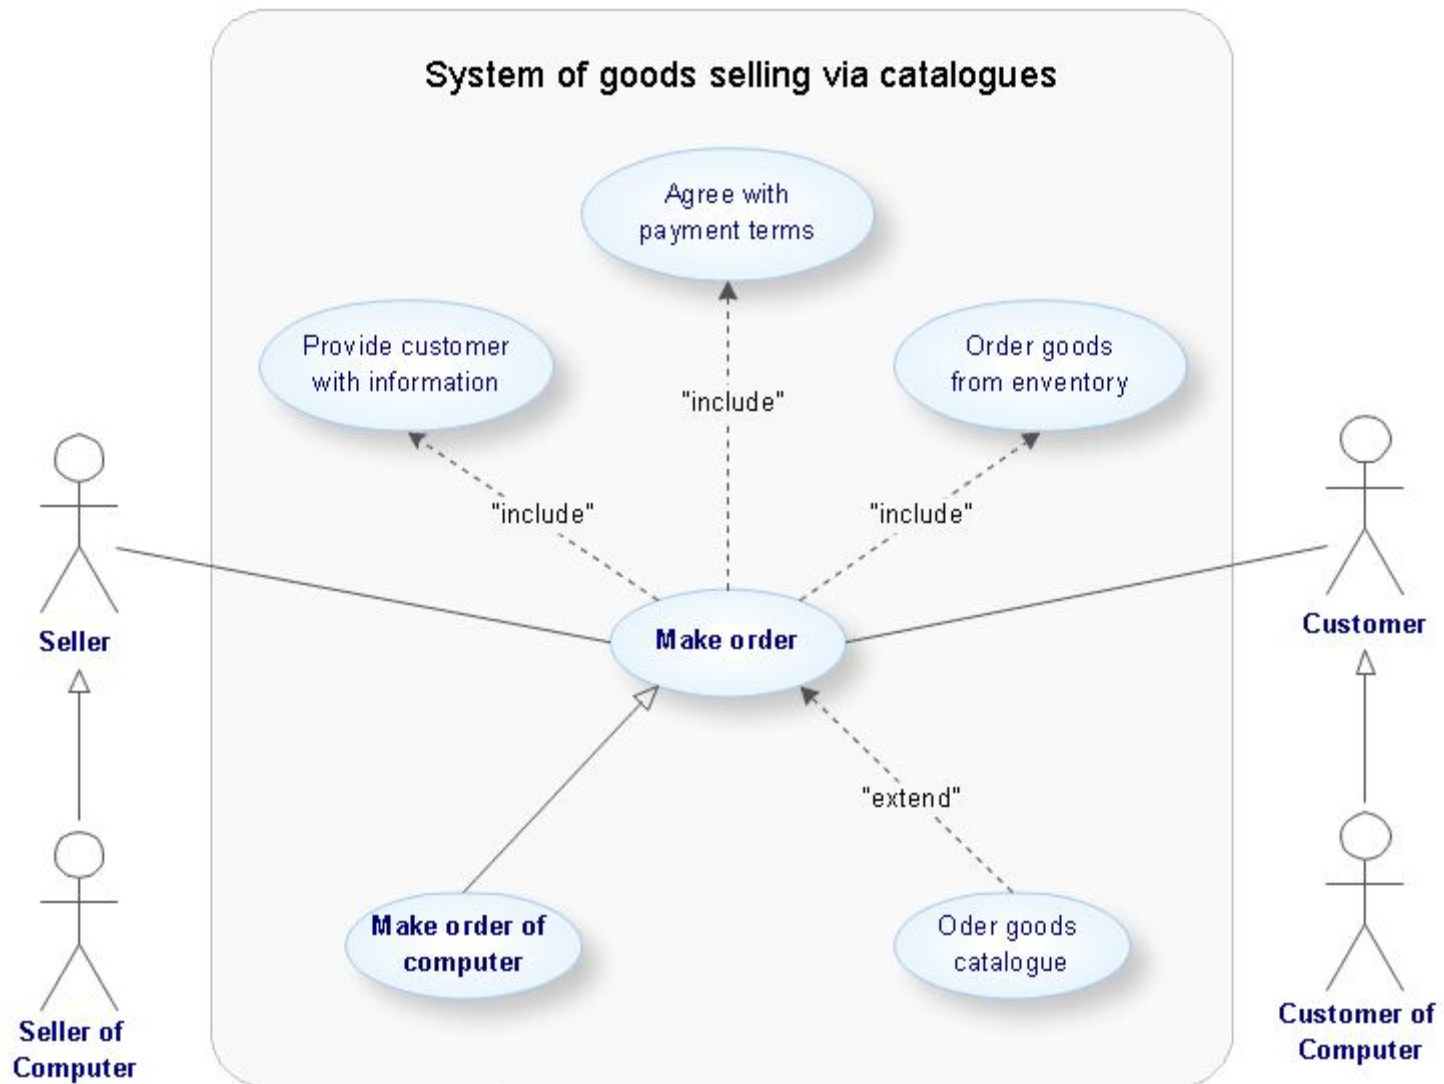 System of goods selling via catalogues
Agree with
payment terms
Provide customer
with information
Order goods
from enventory
"include"
"include"
"include"
Seller
Make order
Customer
"extend"
Make order of
computer
Oder goods
catalogue
Seller of
Computer
Customer of
Computer